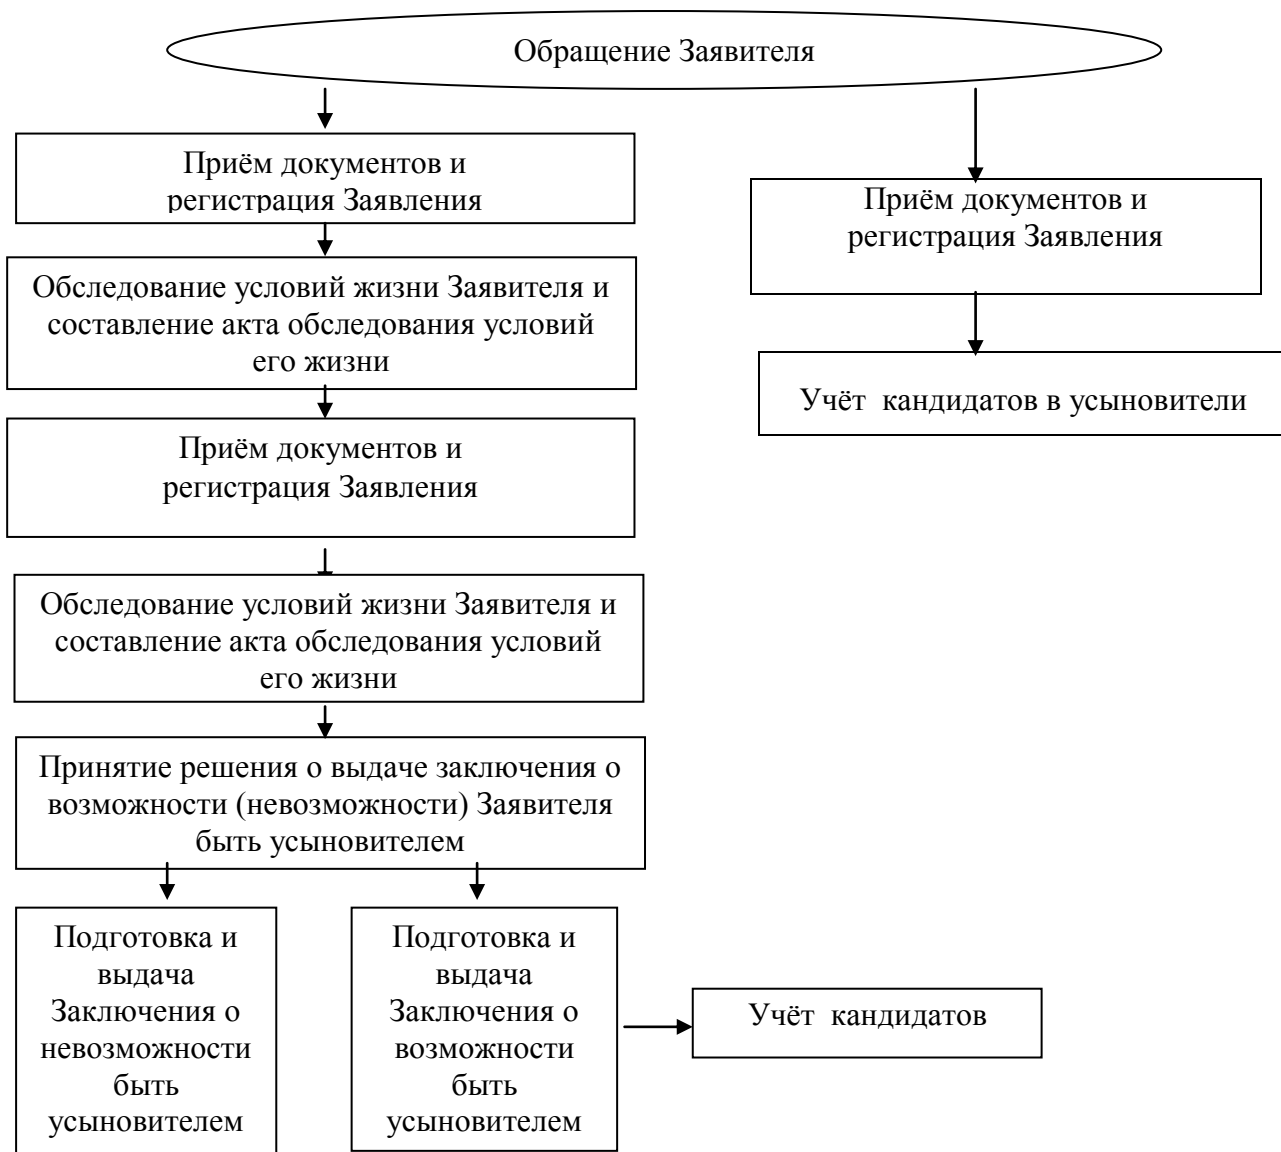 Обращение Заявителя
Приём документов и
регистрация Заявления
Приём документов и
регистрация Заявления
Обследование условий жизни Заявителя и
составление акта обследования условий
его жизни
Учёт  кандидатов в усыновители
Приём документов и
регистрация Заявления
Обследование условий жизни Заявителя и
составление акта обследования условий
его жизни
Принятие решения о выдаче заключения о
возможности (невозможности) Заявителя
быть усыновителем
Подготовка и
выдача
Заключения о
невозможности
быть
усыновителем
Подготовка и
выдача
Заключения о
возможности
быть
усыновителем
Учёт  кандидатов